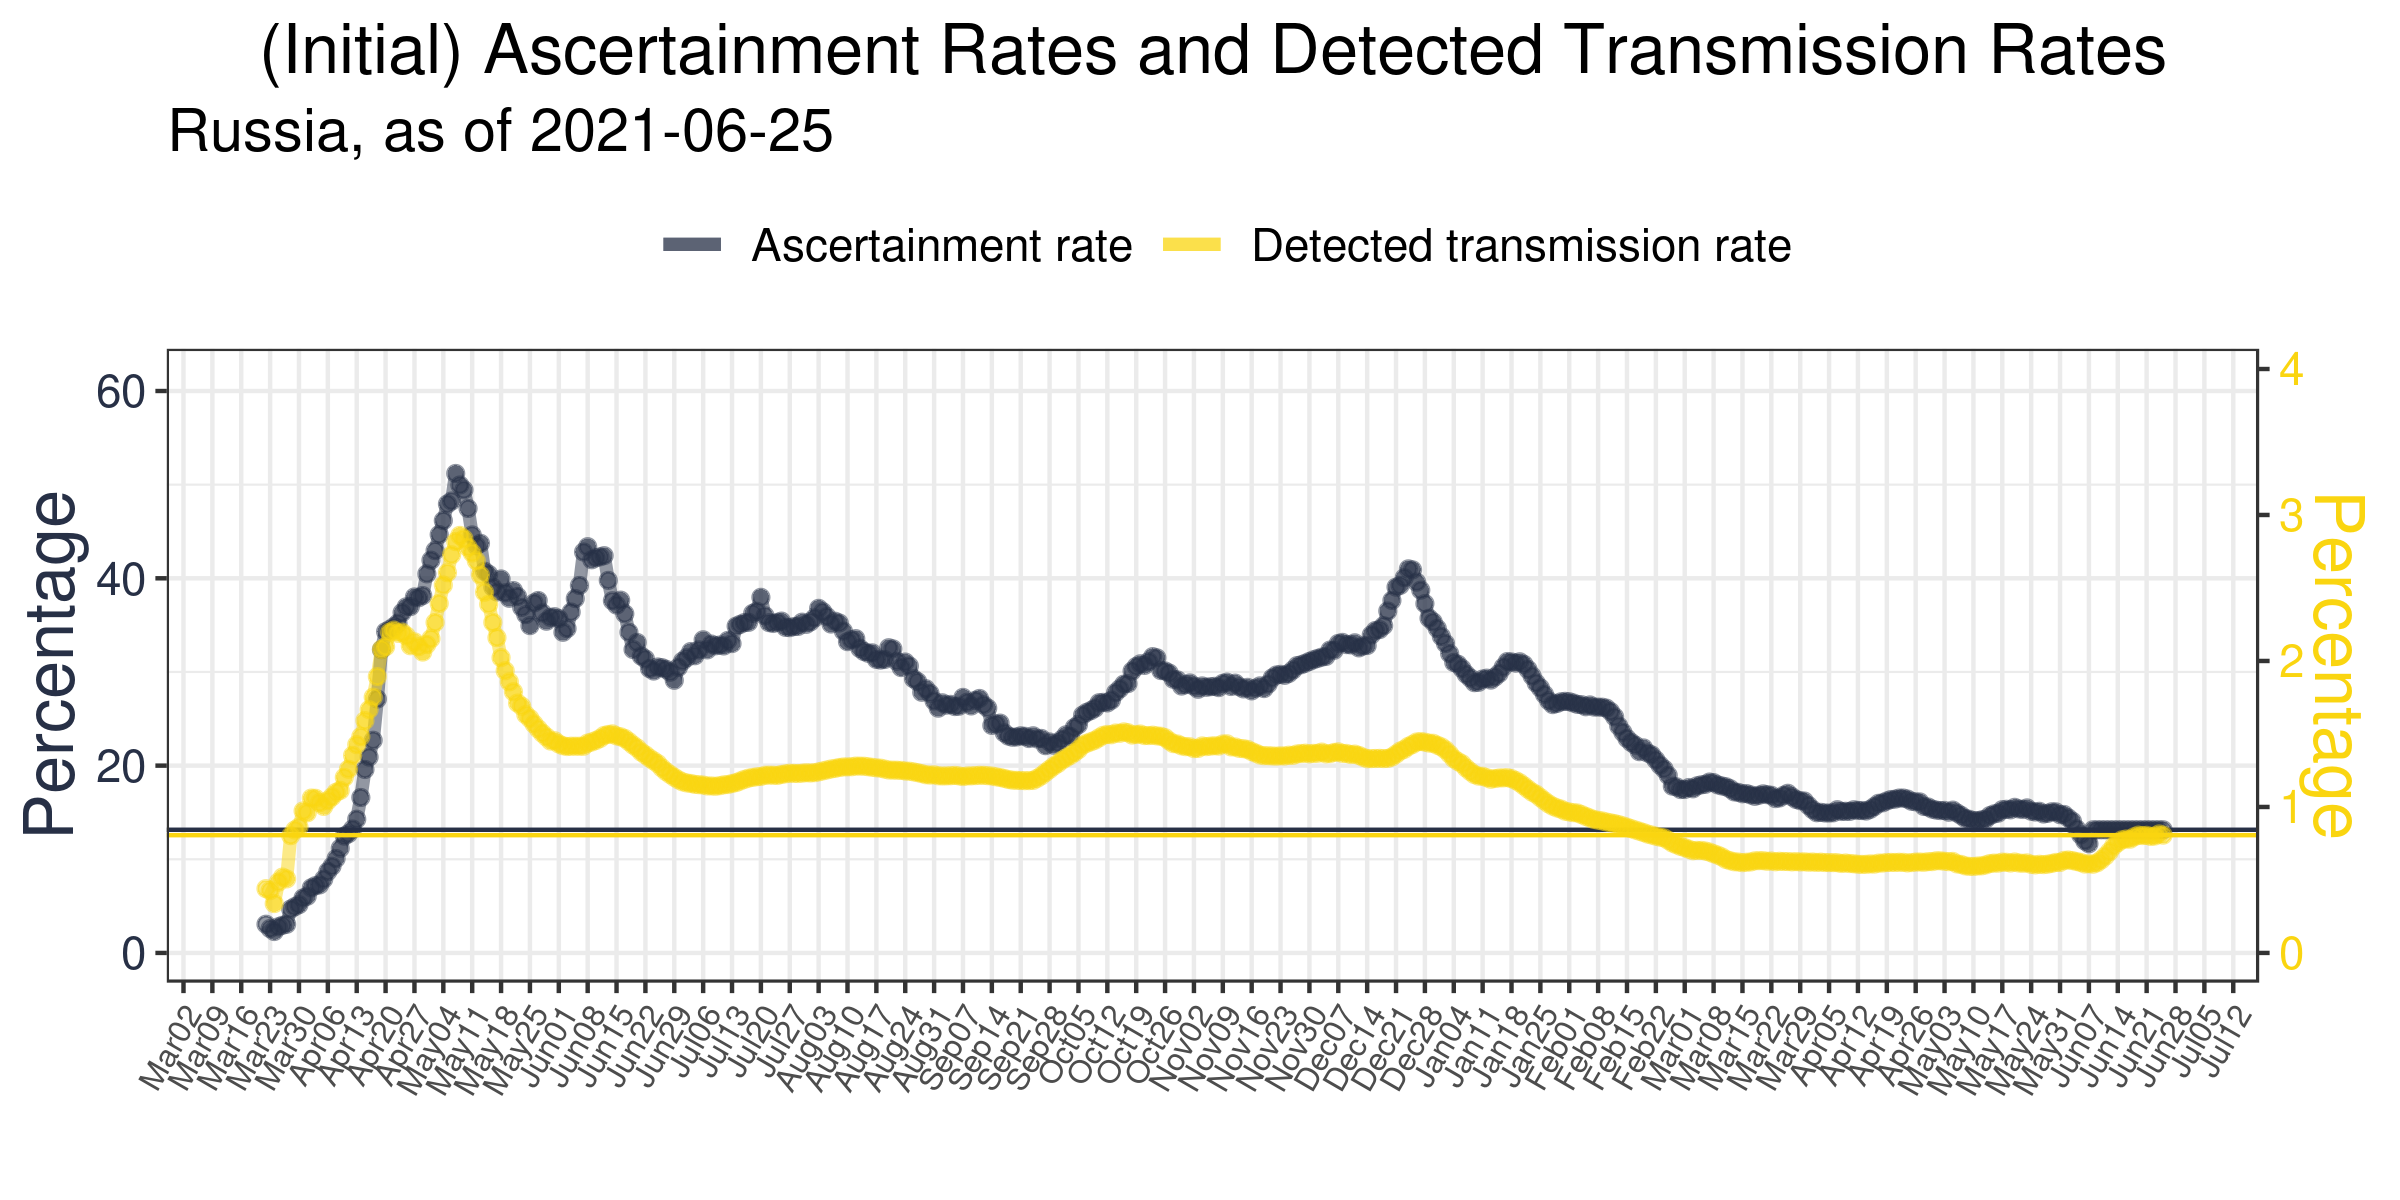 (Initial) Ascertainment Rates and Detected Transmission Rates
Russia, as of 2021-06-25
Ascertainment rate
Detected transmission rate
Percentage
60
40
20
0
4
3
2
1
0
Percentage
Mar02
Mar09
Mar16
Mar23
Mar30
Apr06
Apr13
Apr20
Apr27
May04
May11
May18
May25
Jun01
Jun08
Jun15
Jun22
Jun29
Jul06
Jul13
Jul20
Jul27
Aug03
Aug10
Aug17
Aug24
Aug31
Sep07
Sep14
Sep21
Sep28
Oct05
Oct12
Oct19
Oct26
Nov02
Nov09
Nov16
Nov23
Nov30
Dec07
Dec14
Dec21
Dec28
Jan04
Jan11
Jan18
Jan25
Feb01
Feb08
Feb15
Feb22
Mar01
Mar08
Mar15
Mar22
Mar29
Apr05
Apr12
Apr19
Apr26
May03
May10
May17
May24
May31
Jun07
Jun14
Jun21
Jun28
Jul05
Jul12